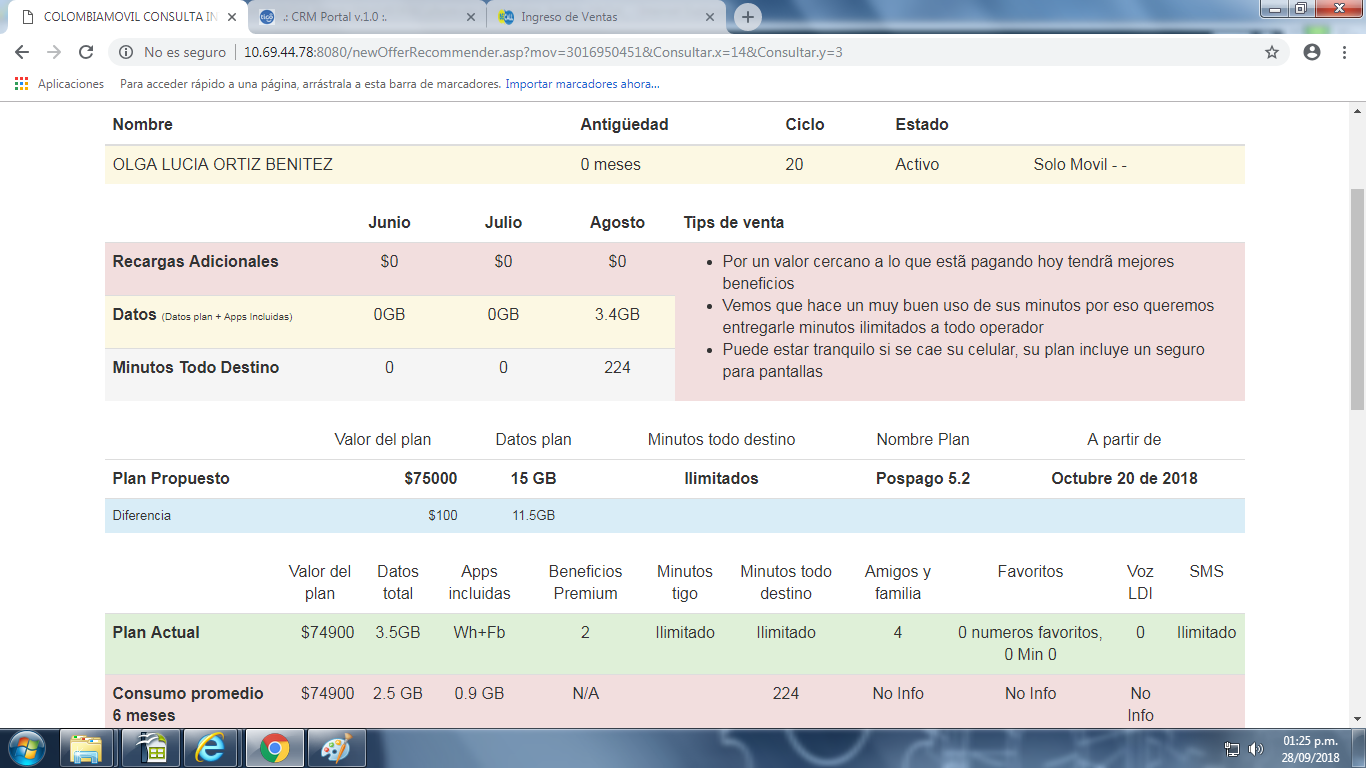 COLOMBIAMOVIL CONSULTA IN
.: CRM Portal v.1.0 :.
Ingreso de Ventas
No es seguro
10.69.44.78:8080/newOfferRecommender.asp?mov=3016950451&Consultar.x=14&Consultar.y=3
Aplicaciones
Para acceder rápido a una página, arrástrala a esta barra de marcadores.
Importar marcadores ahora...
Nombre Antigüedad Ciclo Estado
OLGA LUCIA ORTIZ BENITEZ 0 meses 20 Activo Solo Movil - -
Junio Julio Agosto Tips de venta
Recargas Adicionales $0 $0 $0
Datos (Datos plan + Apps Incluidas) 0GB 0GB 3.4GB
Minutos Todo Destino 0 0 224
• Por un valor cercano a lo que estã pagando hoy tendrã mejores
beneficios
• Vemos que hace un muy buen uso de sus minutos por eso queremos
entregarle minutos ilimitados a todo operador
• Puede estar tranquilo si se cae su celular, su plan incluye un seguro
para pantallas
Valor del plan Datos plan Minutos todo destino Nombre Plan A partir de
Plan Propuesto $75000 15 GB Ilimitados Pospago 5.2 Octubre 20 de 2018
Diferencia $100 11.5GB
Valor del Datos Apps Beneficios Minutos Minutos todo Amigos y Favoritos Voz SMS
plan total incluidas Premium tigo destino familia LDI
Plan Actual $74900 3.5GB Wh+Fb 2 Ilimitado Ilimitado 4 0 numeros favoritos, 0 Ilimitado
0 Min 0
Consumo promedio $74900 2.5 GB 0.9 GB N/A 224 No Info No Info No
6 meses Info
01:25 p.m.
28/09/2018